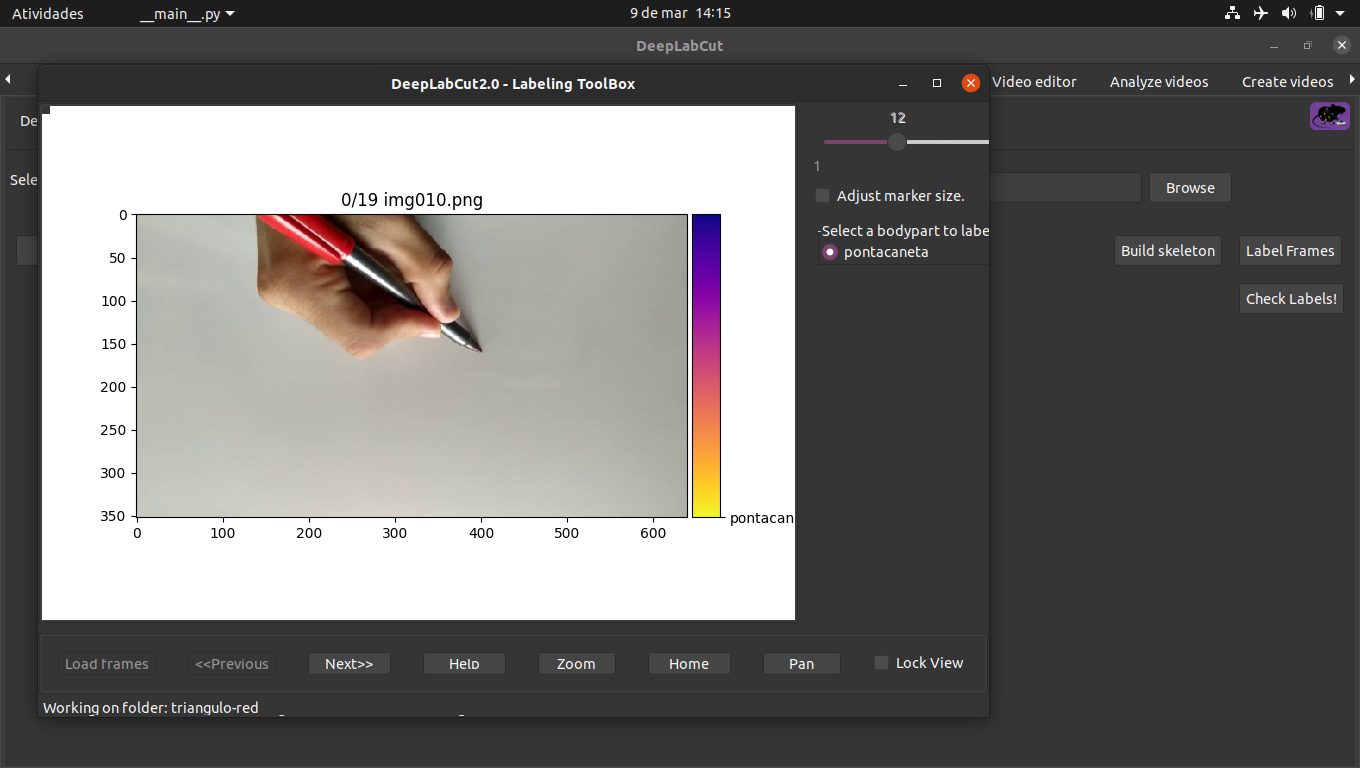 Atividades
__main__.py
9 de mar 14:15
DeepLabCut
Video editor
Analyze videos
Create videos
De
Sele
Browse
Build skeleton
Label Frames
Check Labels!
DeepLabCut2.0 - Labeling ToolBox
0/19 img010.png
0
50
100
150
200
250
300
350
0 100 200 300 400 500 600
pontacan
12
1
Adjust marker size.
Select a bodypart to labe
pontacaneta
Load frames
<<Previous
Next>>
Help
Zoom
Home
Pan
Lock View
Working on folder: triangulo-red